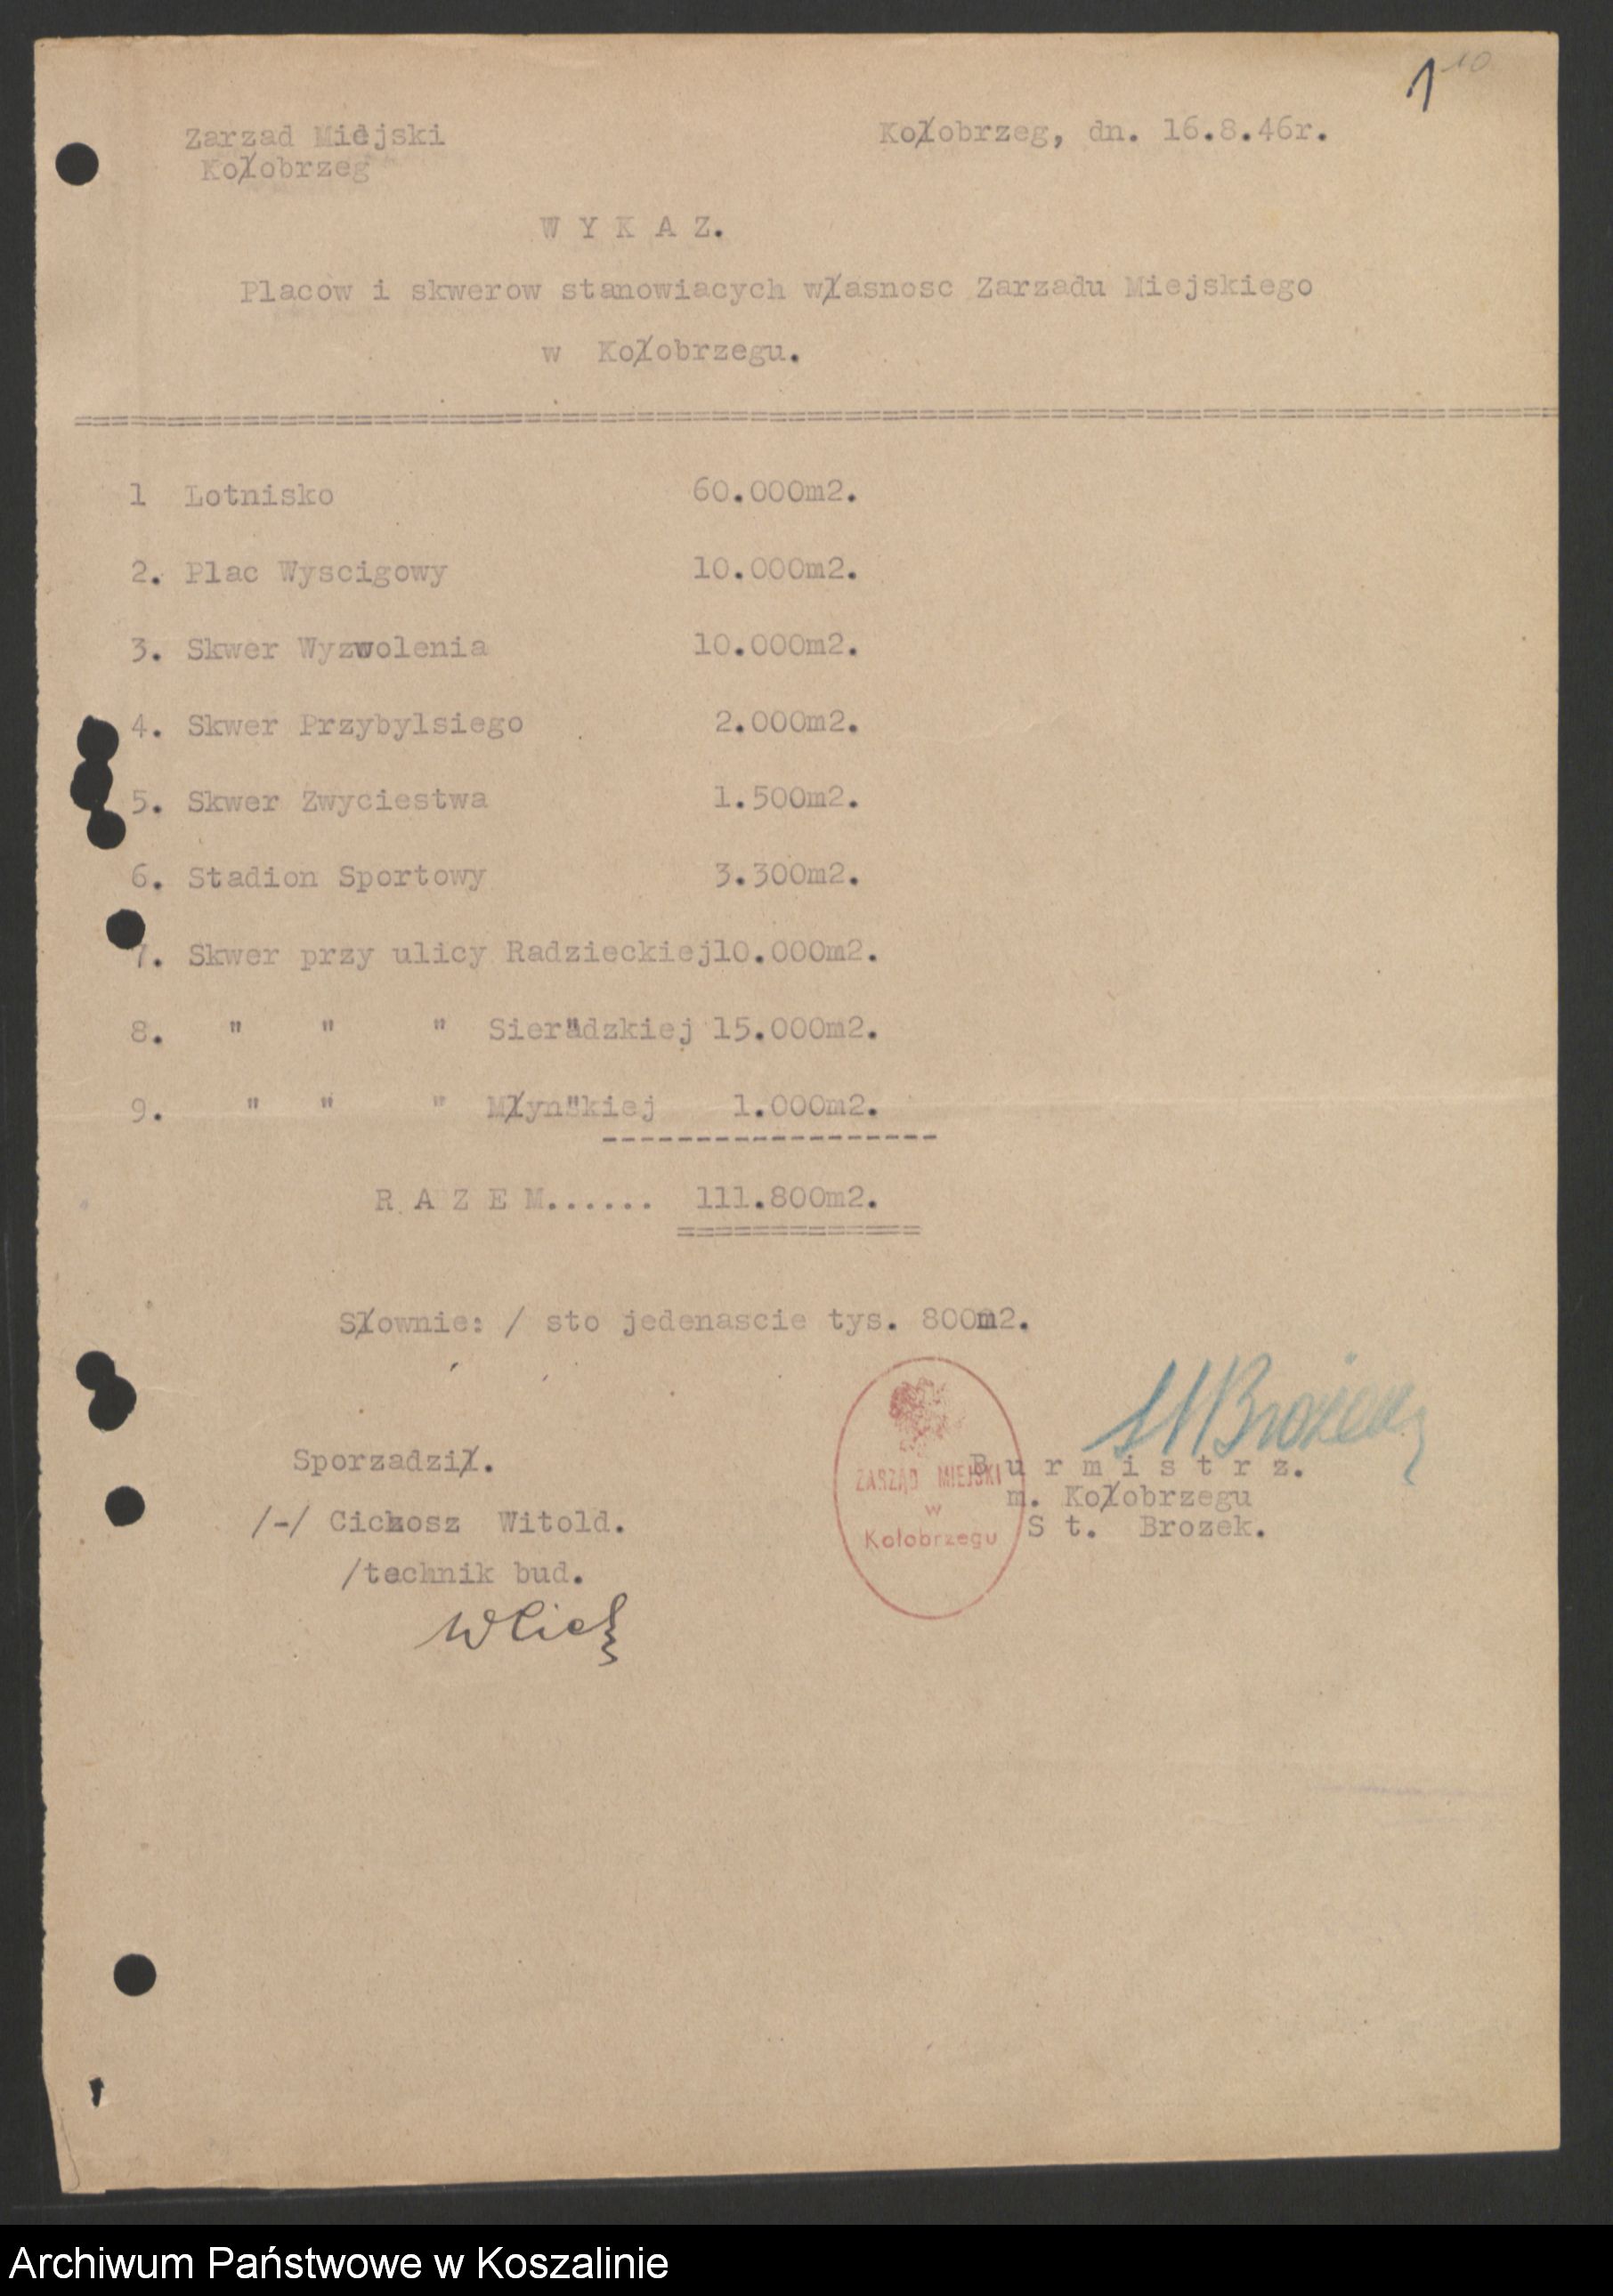 1 10
Zarzad Miejski
Kołobrzeg
Kołobrzeg, dn. 16.8.46r.
W Y K A Z.
Placow i skwerow stanowiacych własnosc Zarzadu Miejskiego
w Kołobrzegu.
1 Lotnisko 60.000m2.
2. Plac Wyscigowy 10.000m2.
3. Skwer Wyzwolenia 10.000m2.
4. Skwer Przybylsiego 2.000m2.
5. Skwer Zwyciestwa 1.500m2.
6. Stadion Sportowy 3.300m2.
7. Skwer przy ulicy Radzieckiej10.000m2.
8. " " " Sieradzkiej 15.000m2.
9. " " " Młynskiej 1.000m2.
R A Z E M...... 111.800m2.
Słownie: / sto jedenascie tys. 800m2.
Sporzadził.
/-/ Cichosz Witold.
/technik bud.
ZARZĄD MIEJSKI
w
Kołobrzegu
B u r m i s t r z.
m. Kołobrzegu
S t. Brozek.
Archiwum Państwowe w Koszalinie